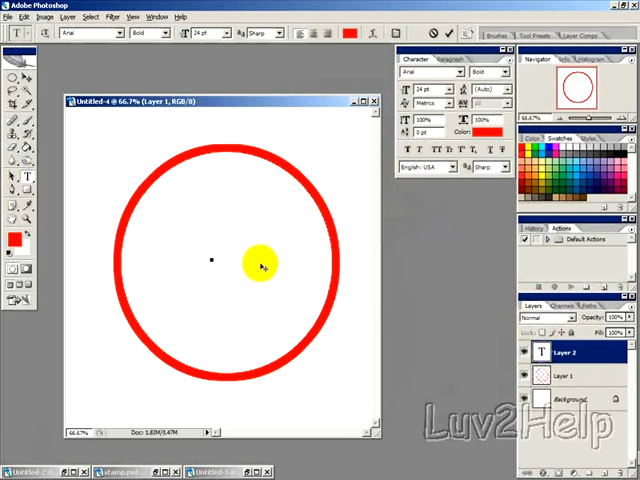 Adobe Photoshop
File Edit Image Layer Select Filter View Window Help
Arial Bold 24 pt Sharp
Brushes Tool Presets Layer Comps
Untitled-4 @ 66.7% (Layer 1, RGB/8)
Character Paragraph
Arial Bold
24 pt (Auto)
Metrics
100% 100%
0 pt Color:
English: USA Sharp
Navigator Info Histogram
66.67%
Color Swatches Styles
History Actions
Default Actions
Layers Channels Paths
Normal Opacity: 100%
Lock: Fill: 100%
T Layer 2
Layer 1
Background
66.67% Doc: 1.83M/3.47M
Luv2Help
Untitled-2 stamp.psd Untitled-3